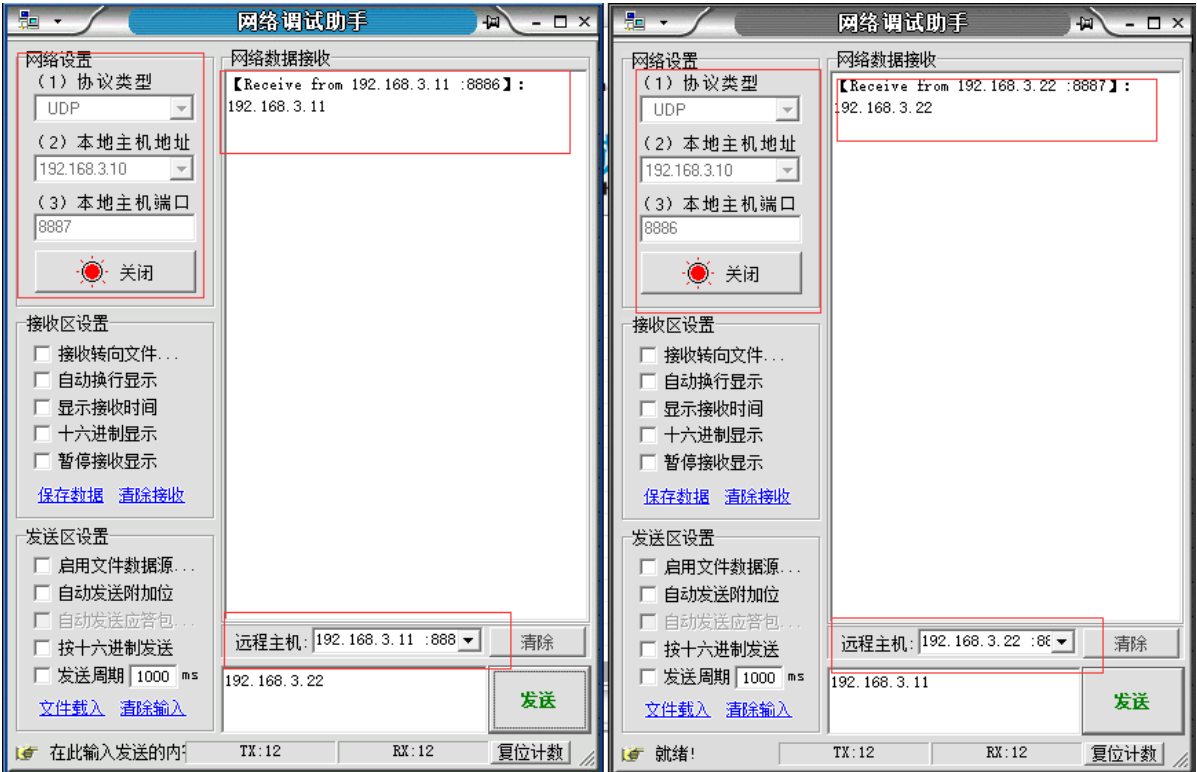 网络调试助手
网络设置
(1) 协议类型
UDP
(2) 本地主机地址
192.168.3.10
(3) 本地主机端口
8887
关闭
接收区设置
接收转向文件...
自动换行显示
显示接收时间
十六进制显示
暂停接收显示
保存数据 清除接收
发送区设置
启用文件数据源...
自动发送附加位
自动发送应答包...
按十六进制发送
发送周期 1000 ms
文件载入 清除输入
网络数据接收
【Receive from 192.168.3.11 :8886】:
192.168.3.11
远程主机: 192.168.3.11 :888 清除
192.168.3.22
发送
在此输入发送的内 TX:12 RX:12 复位计数
网络调试助手
网络设置
(1) 协议类型
UDP
(2) 本地主机地址
192.168.3.10
(3) 本地主机端口
8886
关闭
接收区设置
接收转向文件...
自动换行显示
显示接收时间
十六进制显示
暂停接收显示
保存数据 清除接收
发送区设置
启用文件数据源...
自动发送附加位
自动发送应答包...
按十六进制发送
发送周期 1000 ms
文件载入 清除输入
网络数据接收
【Receive from 192.168.3.22 :8887】:
192.168.3.22
远程主机: 192.168.3.22 :88 清除
192.168.3.11
发送
就绪! TX:12 RX:12 复位计数